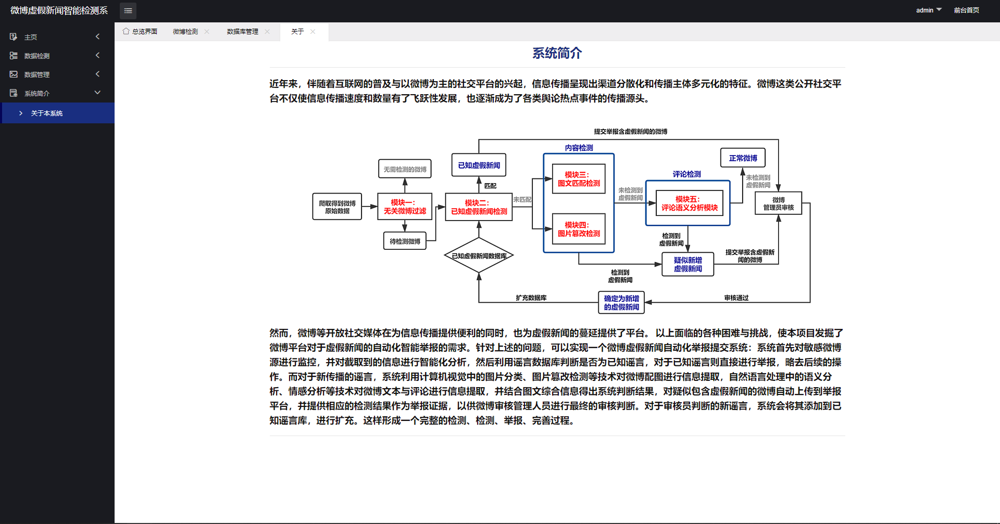 微博虚假新闻智能检测系
admin
前台首页
主页
数据检测
数据管理
系统简介
关于本系统
总览界面
微博检测
数据库管理
关于
系统简介
近年来，伴随着互联网的普及与以微博为主的社交平台的兴起，信息传播呈现出渠道分散化和传播主体多元化的特征。微博这类公开社交平
台不仅使信息传播速度和数量有了飞跃性发展，也逐渐成为了各类舆论热点事件的传播源头。
提交举报含虚假新闻的微博
内容检测
无需检测的微博
已知虚假新闻
正常微博
匹配
模块三：
图文匹配检测
评论检测
未检测到
虚假新闻
爬取得到微博
原始数据
模块一：
无关微博过滤
模块二：
已知虚假新闻检测
未匹配
未检测到
虚假新闻
模块五：
评论语义分析模块
微博
管理员审核
待检测微博
模块四：
图片篡改检测
检测到
虚假新闻
已知虚假新闻数据库
疑似新增
虚假新闻
提交举报含虚假新
闻的微博
检测到
虚假新闻
扩充数据库
确定为新增
的虚假新闻
审核通过
然而，微博等开放社交媒体在为信息传播提供便利的同时，也为虚假新闻的蔓延提供了平台。 以上面临的各种困难与挑战，使本项目发掘了
微博平台对于虚假新闻的自动化智能举报的需求。针对上述的问题，可以实现一个微博虚假新闻自动化举报提交系统：系统首先对敏感微博
源进行监控，并对截取到的信息进行智能化分析，然后利用谣言数据库判断是否为已知谣言，对于已知谣言则直接进行举报，略去后续的操
作。而对于新传播的谣言，系统利用计算机视觉中的图片分类、图片篡改检测等技术对微博配图进行信息提取，自然语言处理中的语义分
析、情感分析等技术对微博文本与评论进行信息提取，并结合图文综合信息得出系统判断结果，对疑似包含虚假新闻的微博自动上传到举报
平台，并提供相应的检测结果作为举报证据，以供微博审核管理人员进行最终的审核判断。对于审核员判断的新谣言，系统会将其添加到已
知谣言库，进行扩充。这样形成一个完整的检测、检测、举报、完善过程。